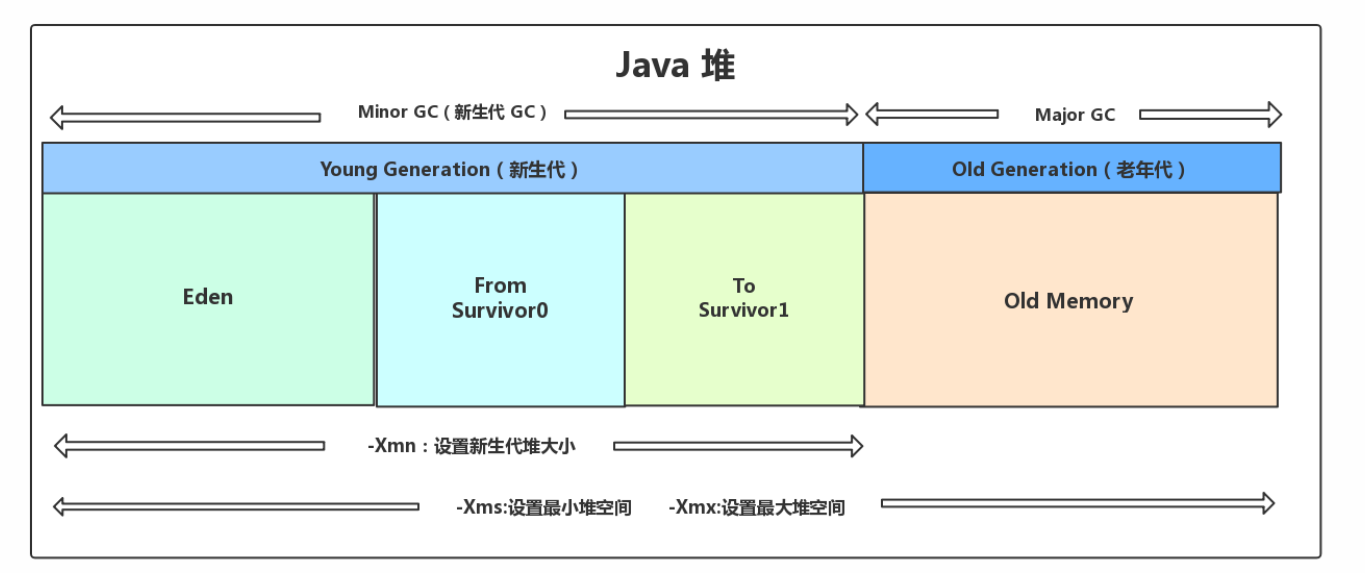 Java 堆
Minor GC（新生代 GC）
Major GC
Young Generation（新生代）
Old Generation（老年代）
Eden
From
Survivor0
To
Survivor1
Old Memory
-Xmn：设置新生代堆大小
-Xms:设置最小堆空间
-Xmx:设置最大堆空间